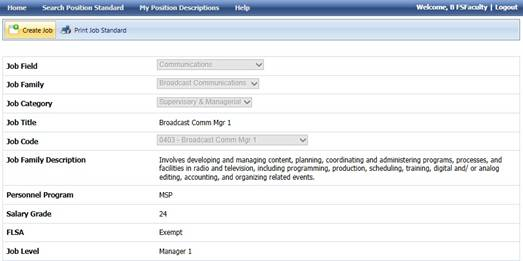 Home Search Position Standard My Position Descriptions Help Welcome, B FSFaculty | Logout
Create Job Print Job Standard
Job Field Communications
Job Family Broadcast Communications
Job Category Supervisory & Managerial
Job Title Broadcast Comm Mgr 1
Job Code 0403 - Broadcast Comm Mgr 1
Job Family Description Involves developing and managing content, planning, coordinating and administering programs, processes, and
facilities in radio and television, including programming, production, scheduling, training, digital and/ or analog
editing, accounting, and organizing related events.
Personnel Program MSP
Salary Grade 24
FLSA Exempt
Job Level Manager 1